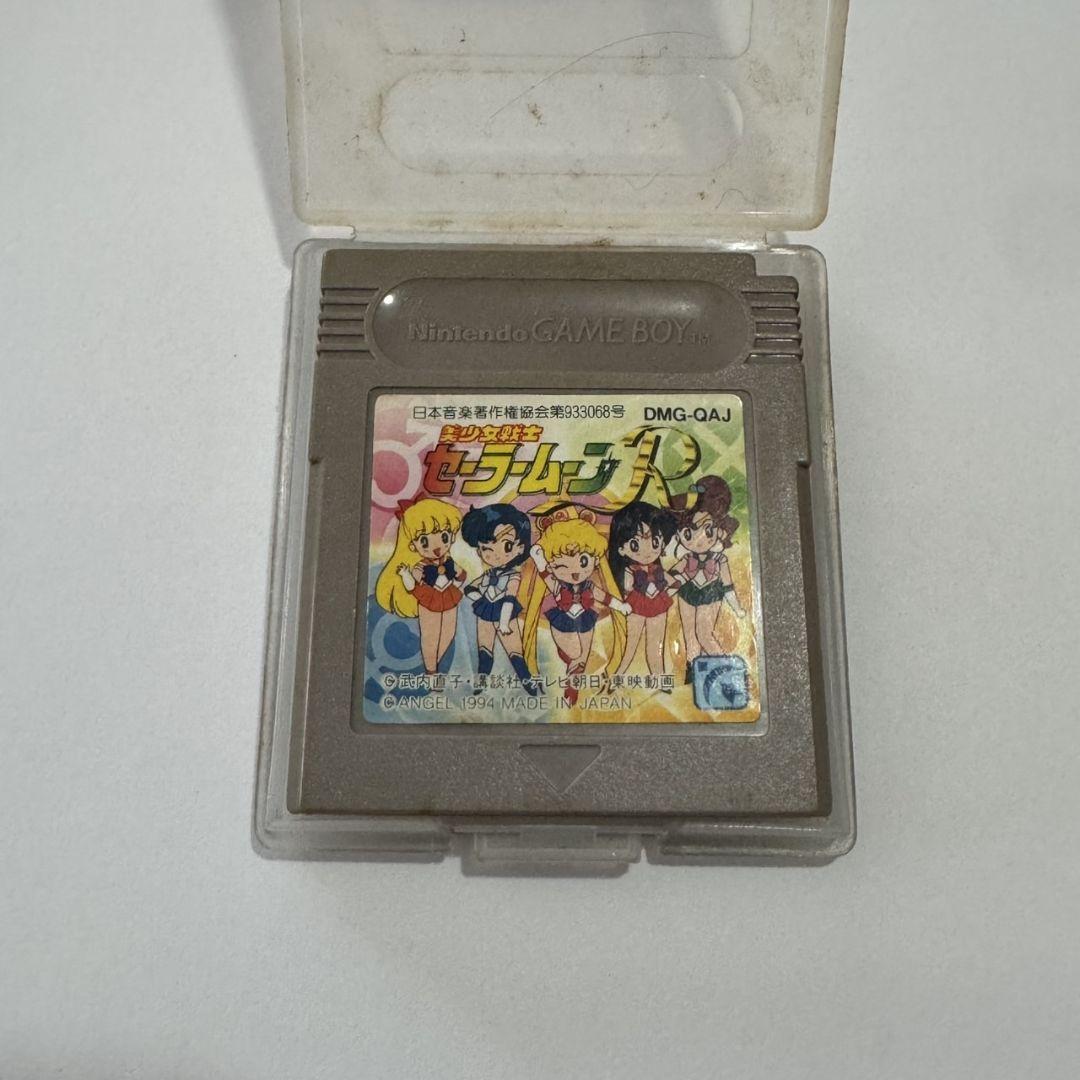 Nintendo GAME BOY TM
日本音楽著作権協会第933068号 DMG-QAJ
美少女戦士
セーラームーンR
© 武内直子・講談社・テレビ朝日・東映動画
© ANGEL 1994 MADE IN JAPAN